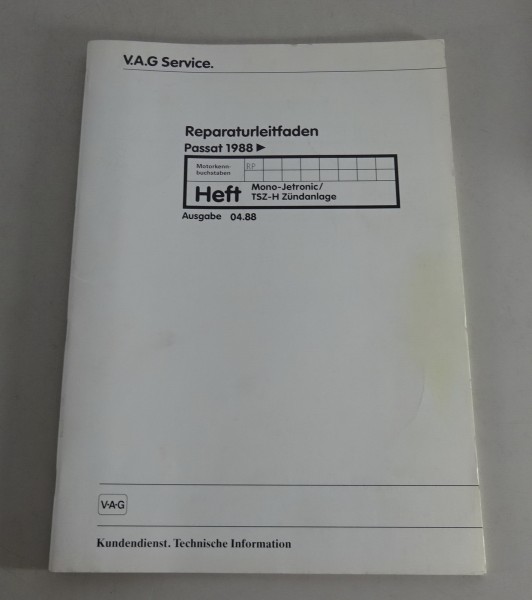 V.A.G Service.
Reparaturleitfaden
Passat 1988 ►
Motorkenn-
buchstaben
RP
Heft
Mono-Jetronic/
TSZ-H Zündanlage
Ausgabe 04.88
V·A·G
Kundendienst. Technische Information